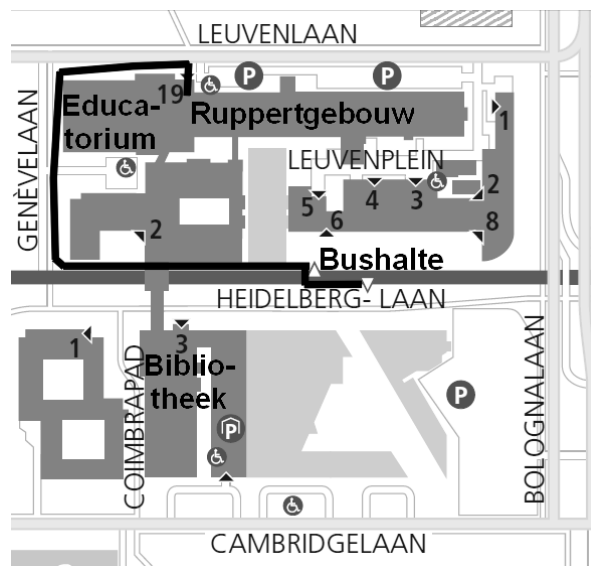 LEUVENLAAN
P
P
19
Educa-
torium
Ruppertgebouw
1
GENÈVELAAN
LEUVENPLEIN
2
4
3
5
6
2
8
Bushalte
HEIDELBERG- LAAN
1
3
Biblio-
theek
COIMBRAPAD
P
P
BOLOGNALAAN
CAMBRIDGELAAN